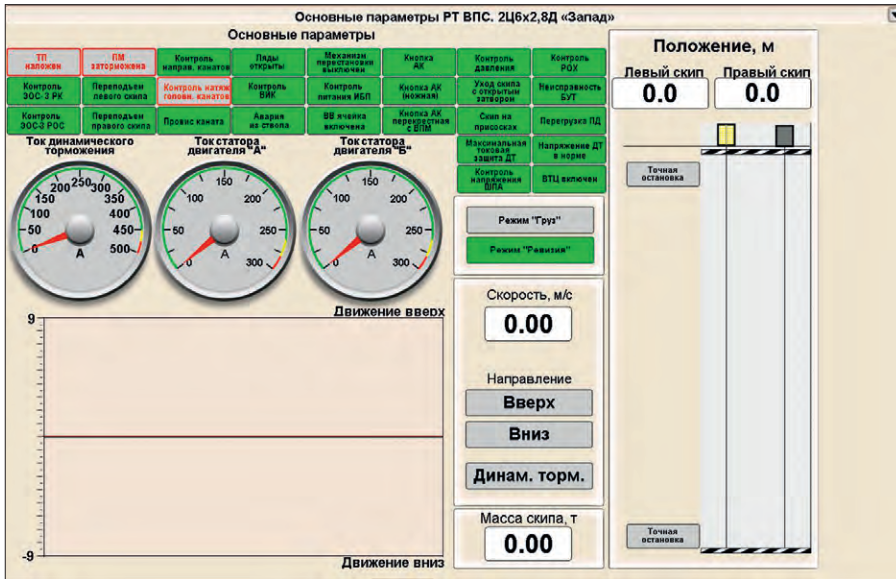 Основные параметры РТ ВПС. 2Ц6х2,8Д «Запад»
Основные параметры
ТП
наложен
ПМ
заторможена
Контроль
направ. канатов
Ляды
открыты
Механизм
перестановки
выключен
Кнопка
АК
Контроль
давления
Контроль
РОХ
Контроль
ЭОС-3 РК
Переподъем
левого скипа
Контроль натяж
головн. канатов
Контроль
ВИК
Контроль
питания ИБП
Кнопка АК
(ножная)
Уход скипа
с открытым
затвором
Неисправность
БУТ
Контроль
ЭОС-3 РОС
Переподъем
правого скипа
Провис каната
Авария
из ствола
ВВ ячейка
включена
Кнопка АК
перекрестная
с ВПМ
Скип на
присосках
Перегрузка ПД
Максимальная
токовая
защита ДТ
Напряжение ДТ
в норме
Контроль
напряжения
ШПА
ВТЦ включен
Ток динамического
торможения
0
50
100
150
200
250
300
350
400
450
500
А
Ток статора
двигателя "А"
0
50
100
150
200
250
300
А
Ток статора
двигателя "Б"
0
50
100
150
200
250
300
А
Режим "Груз"
Режим "Ревизия"
Движение вверх
9
-9
Движение вниз
Скорость, м/с
0.00
Направление
Вверх
Вниз
Динам. торм.
Масса скипа, т
0.00
Положение, м
Левый скип
Правый скип
0.0
0.0
Точная
остановка
Точная
остановка